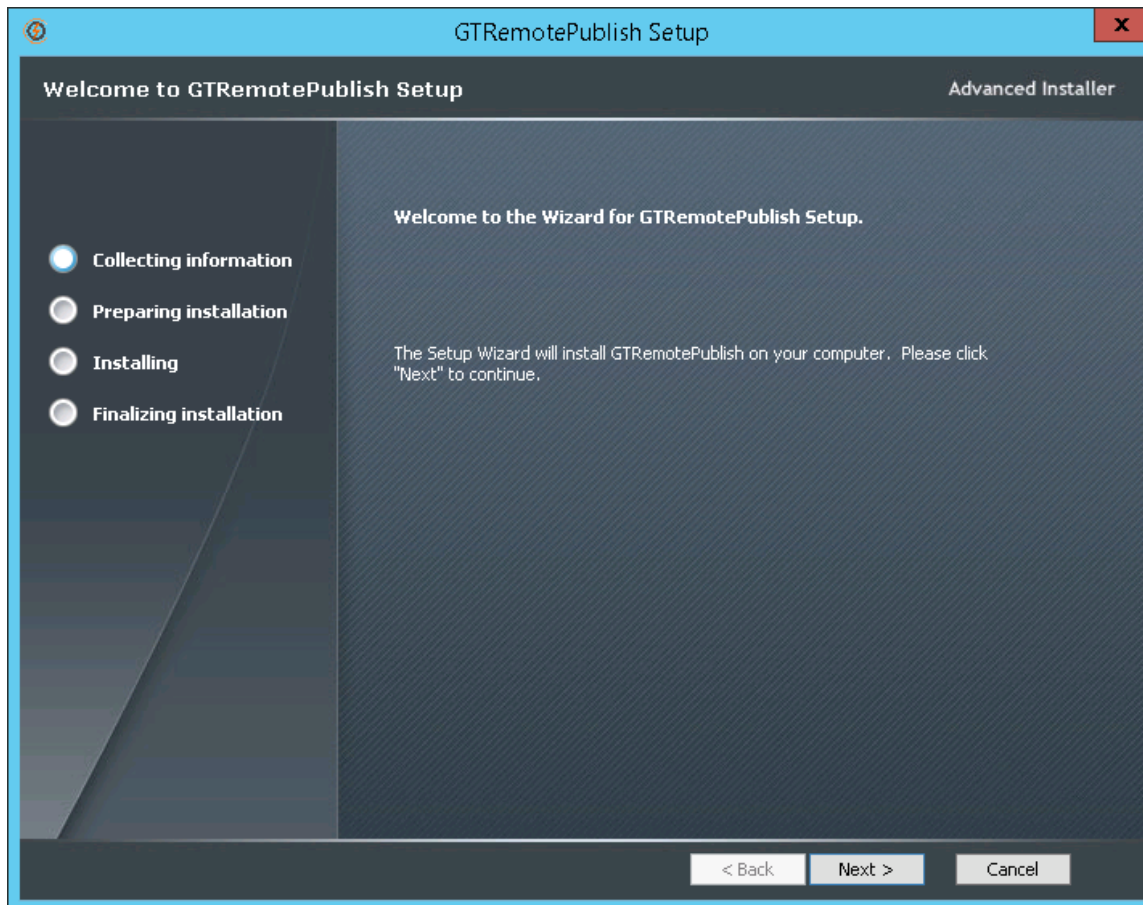 GTRemotePublish Setup
x
Welcome to GTRemotePublish Setup
Advanced Installer
Welcome to the Wizard for GTRemotePublish Setup.
Collecting information
Preparing installation
Installing
Finalizing installation
The Setup Wizard will install GTRemotePublish on your computer. Please click
"Next" to continue.
< Back
Next >
Cancel